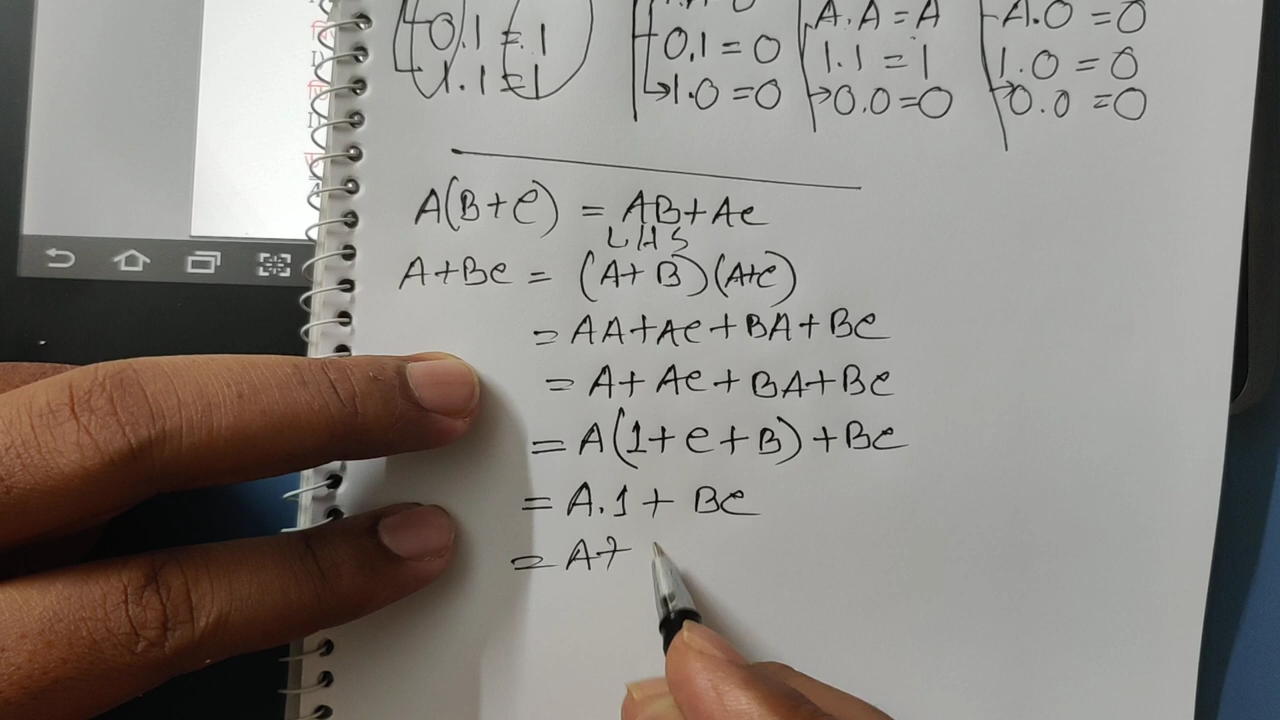 0.1 = 1 0.1 = 0 A.A = A A.0 = 0
1.1 = 1 1.0 = 0 1.1 = 1 1.0 = 0
0.0 = 0 0.0 = 0
A(B+C) = AB+AC
LHS
A+BC = (A+B)(A+C)
= AA+AC+BA+BC
= A+AC+BA+BC
= A(1+C+B)+BC
= A.1+BC
= A+